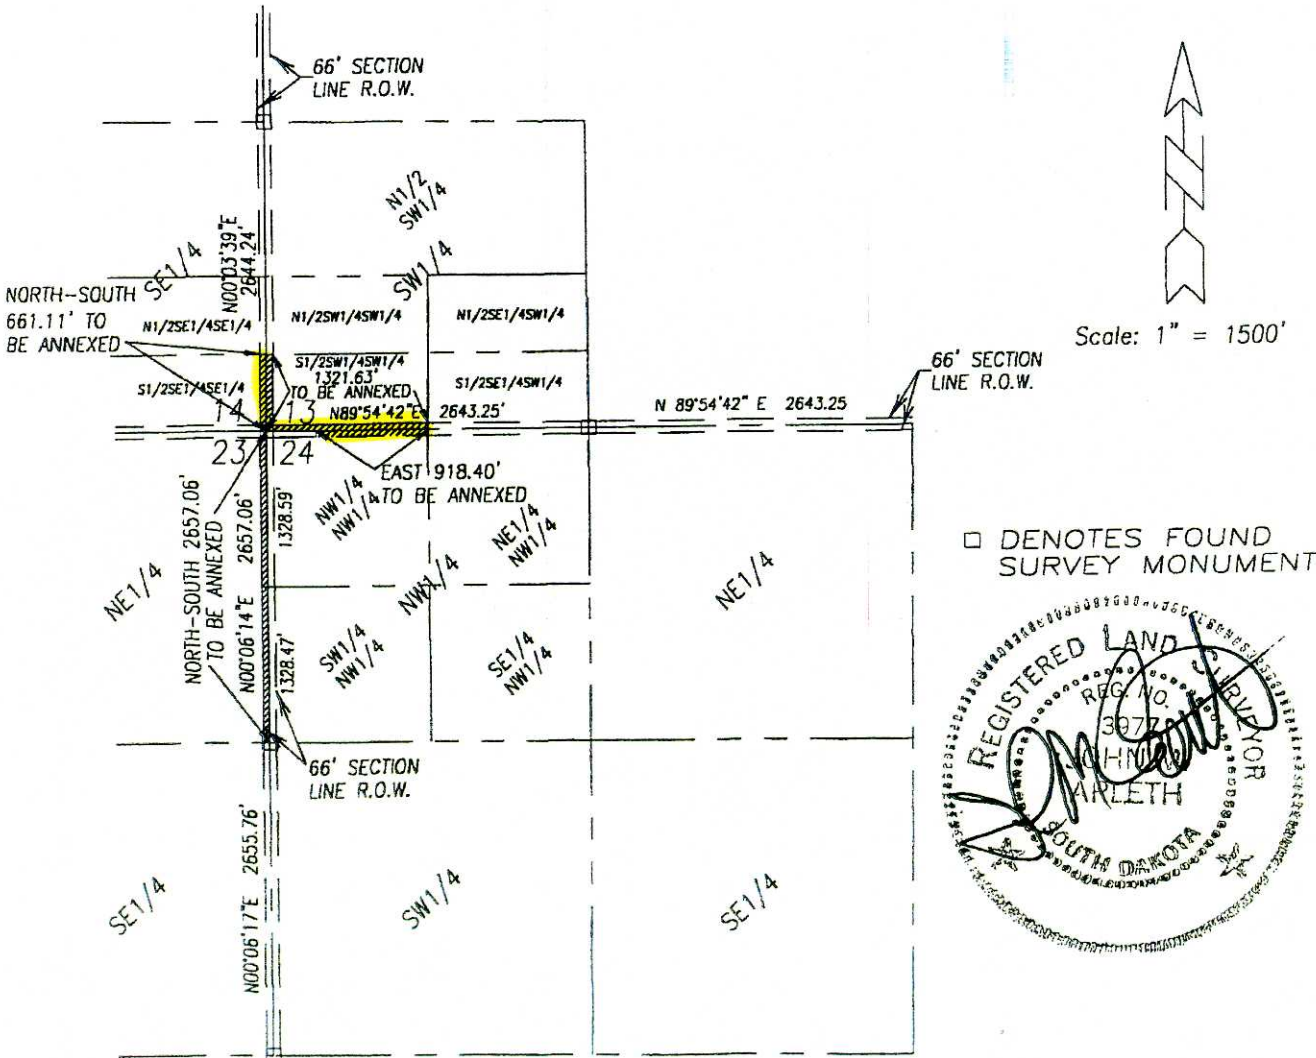 66' SECTION
LINE R.O.W.
N1/2
SW1/4
SE1/4
N00°03'39"E
2644.24'
SW1/4
NORTH-SOUTH
661.11' TO
BE ANNEXED
N1/2SE1/4SE1/4
N1/2SW1/4SW1/4
N1/2SE1/4SW1/4
Scale: 1" = 1500'
S1/2SE1/4SE1/4
S1/2SW1/4SW1/4
1321.63'
TO BE ANNEXED
S1/2SE1/4SW1/4
66' SECTION
LINE R.O.W.
14
13
N89°54'42"E 2643.25'
N 89°54'42" E 2643.25
23
24
EAST 918.40'
TO BE ANNEXED
NORTH-SOUTH 2657.06'
TO BE ANNEXED
N00°06'14"E 2657.06'
1328.59'
1328.47'
NW1/4
NW1/4
NE1/4
NW1/4
NE1/4
NW1/4
NE1/4
SW1/4
NW1/4
SE1/4
NW1/4
□ DENOTES FOUND
SURVEY MONUMENT
66' SECTION
LINE R.O.W.
N00°06'17"E 2655.76'
SE1/4
SW1/4
SE1/4
REGISTERED LAND SURVEYOR
REG. NO.
3977
ARLETH
SOUTH DAKOTA